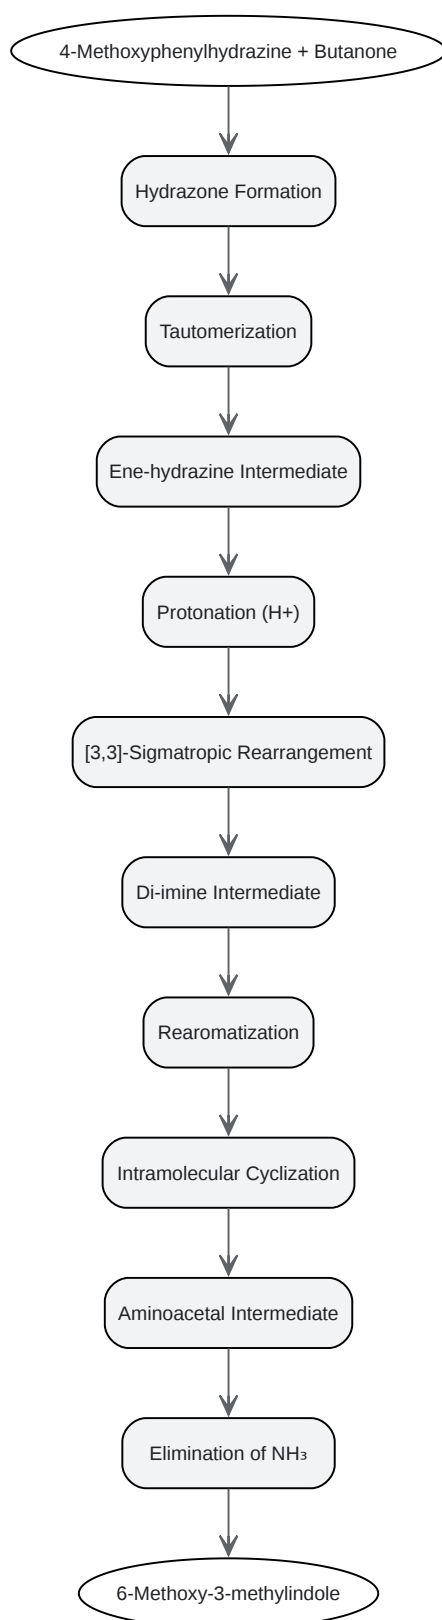 4-Methoxyphenylhydrazine + Butanone
Hydrazone Formation
Tautomerization
Ene-hydrazine Intermediate
Protonation (H+)
[3,3]-Sigmatropic Rearrangement
Di-imine Intermediate
Rearomatization
Intramolecular Cyclization
Aminoacetal Intermediate
Elimination of NH₃
6-Methoxy-3-methylindole